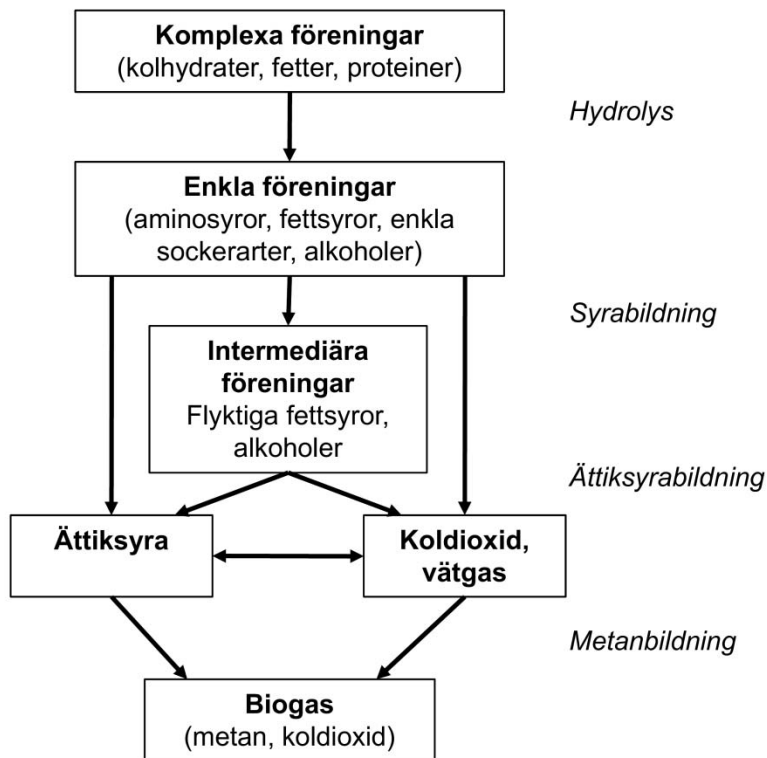 Komplexa föreningar
(kolhydrater, fetter, proteiner)
Hydrolys
Enkla föreningar
(aminosyror, fettsyror, enkla
sockerarter, alkoholer)
Syrabildning
Intermediära
föreningar
Flyktiga fettsyror,
alkoholer
Ättiksyrabildning
Ättiksyra
Koldioxid,
vätgas
Metanbildning
Biogas
(metan, koldioxid)